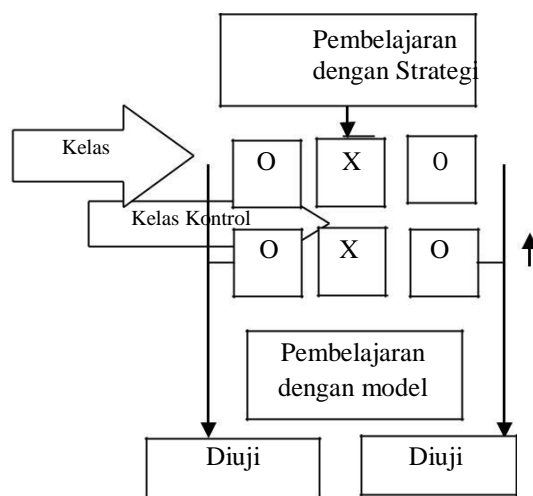 Pembelajaran
dengan Strategi
Kelas
O X 0
Kelas Kontrol
O X O
Pembelajaran
dengan model
Diuji Diuji